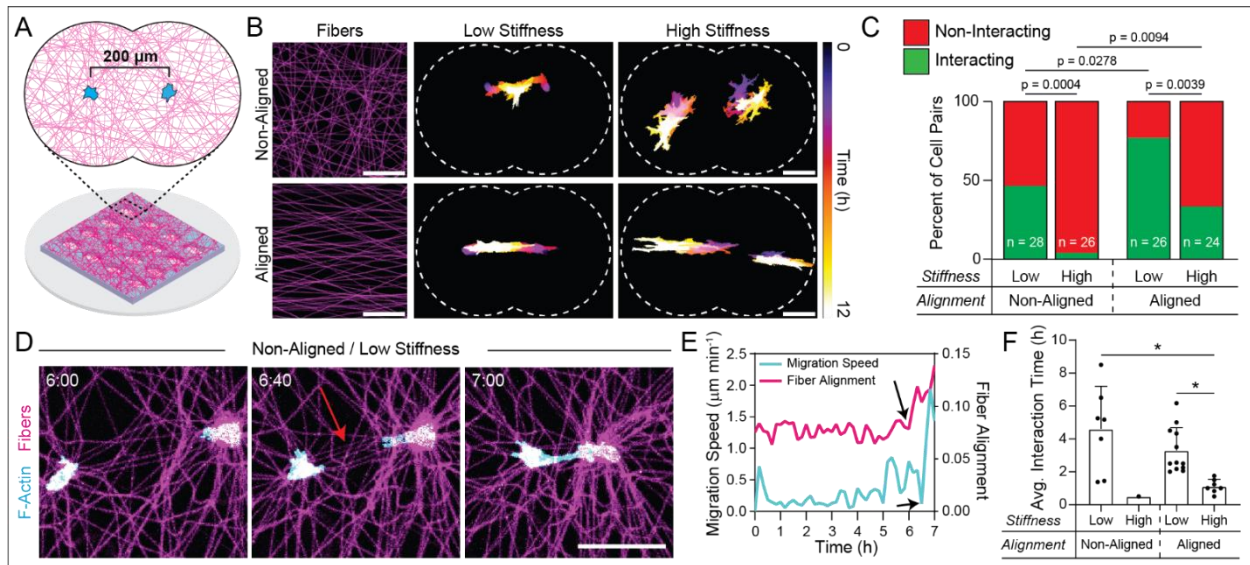 A
200 µm
B
Fibers
Low Stiffness
High Stiffness
Non-Aligned
Aligned
0
Time (h)
12
C
Non-Interacting
Interacting
p = 0.0094
p = 0.0278
p = 0.0004
p = 0.0039
Percent of Cell Pairs
100
50
0
n = 28
n = 26
n = 26
n = 24
Stiffness
Low
High
Low
High
Alignment
Non-Aligned
Aligned
D
Non-Aligned / Low Stiffness
F-Actin Fibers
6:00
6:40
7:00
E
Migration Speed
Fiber Alignment
Migration Speed (µm min⁻¹)
2.5
2.0
1.5
1.0
0.5
0.0
0.15
0.10
0.05
0.00
Fiber Alignment
0 1 2 3 4 5 6 7
Time (h)
F
Avg. Interaction Time (h)
10
8
6
4
2
0
*
*
Stiffness
Low
High
Low
High
Alignment
Non-Aligned
Aligned